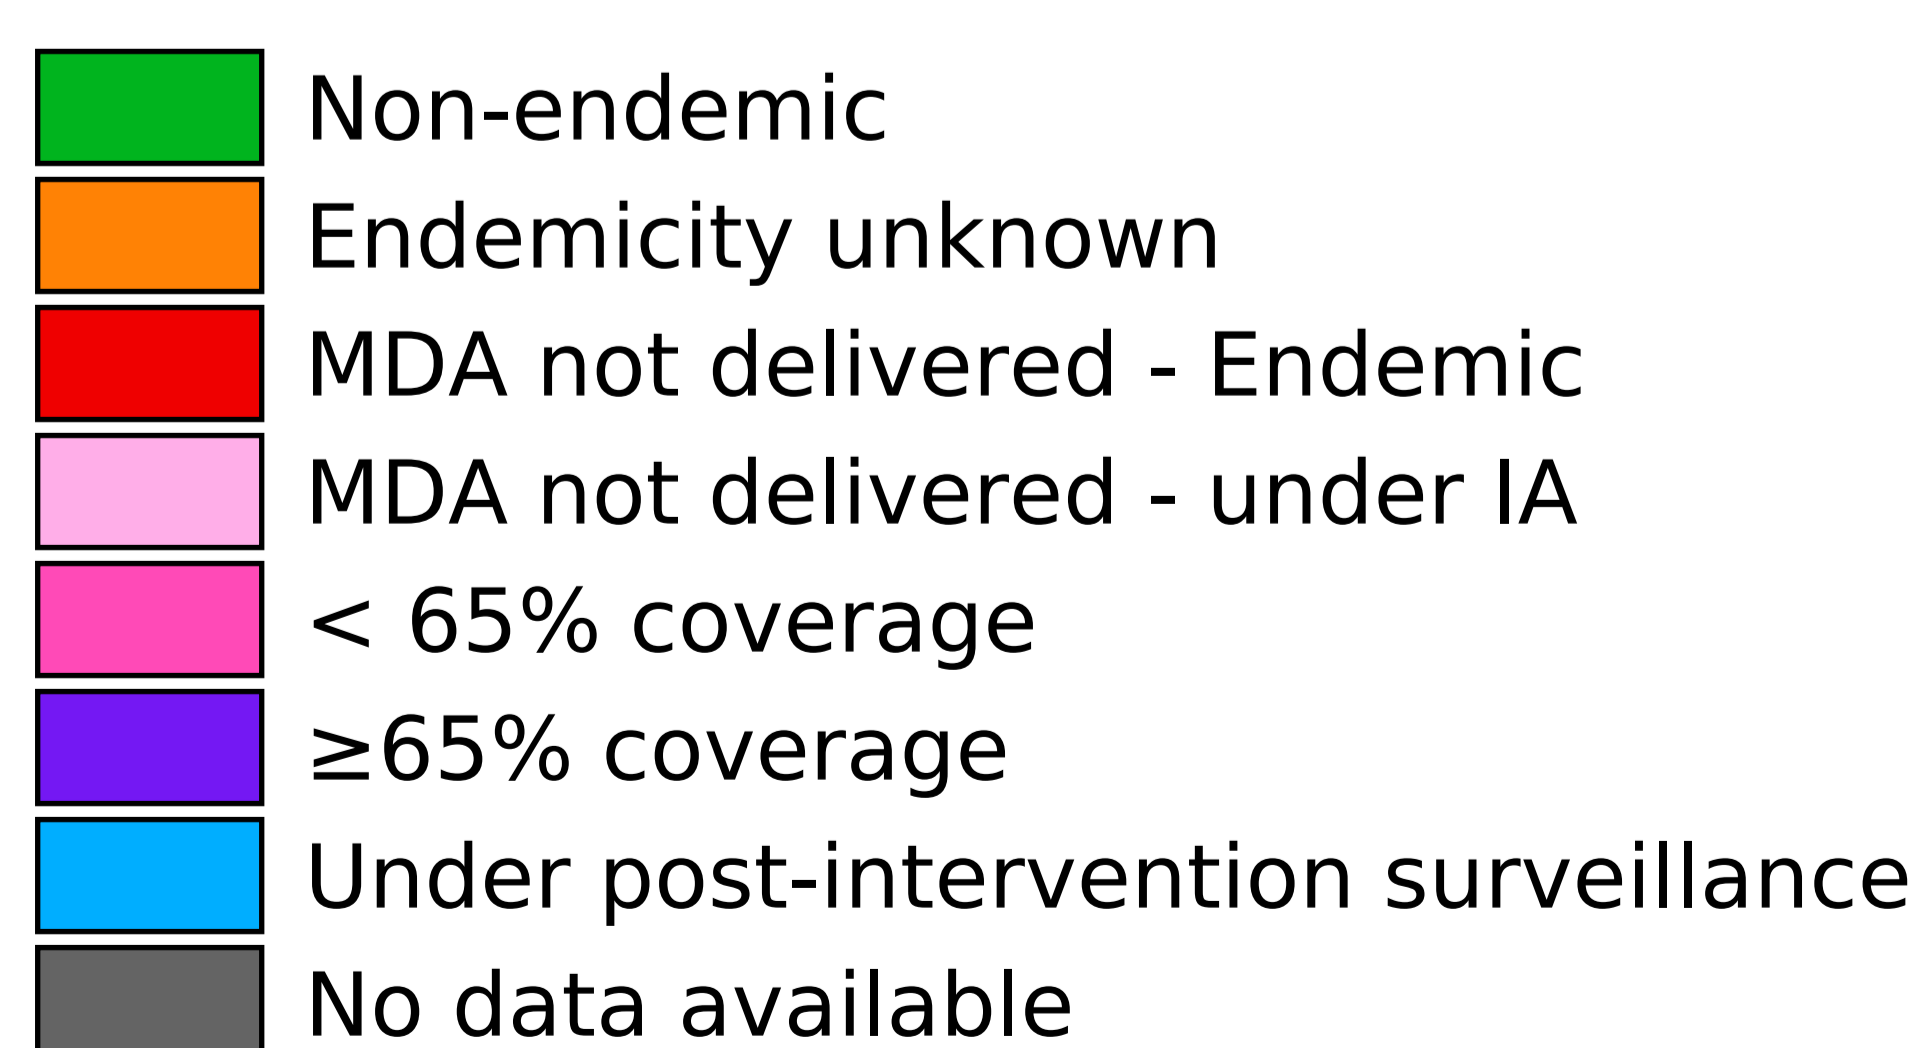 Non-endemic
Endemicity unknown
MDA not delivered - Endemic
MDA not delivered - under IA
< 65% coverage
≥65% coverage
Under post-intervention surveillance
No data available